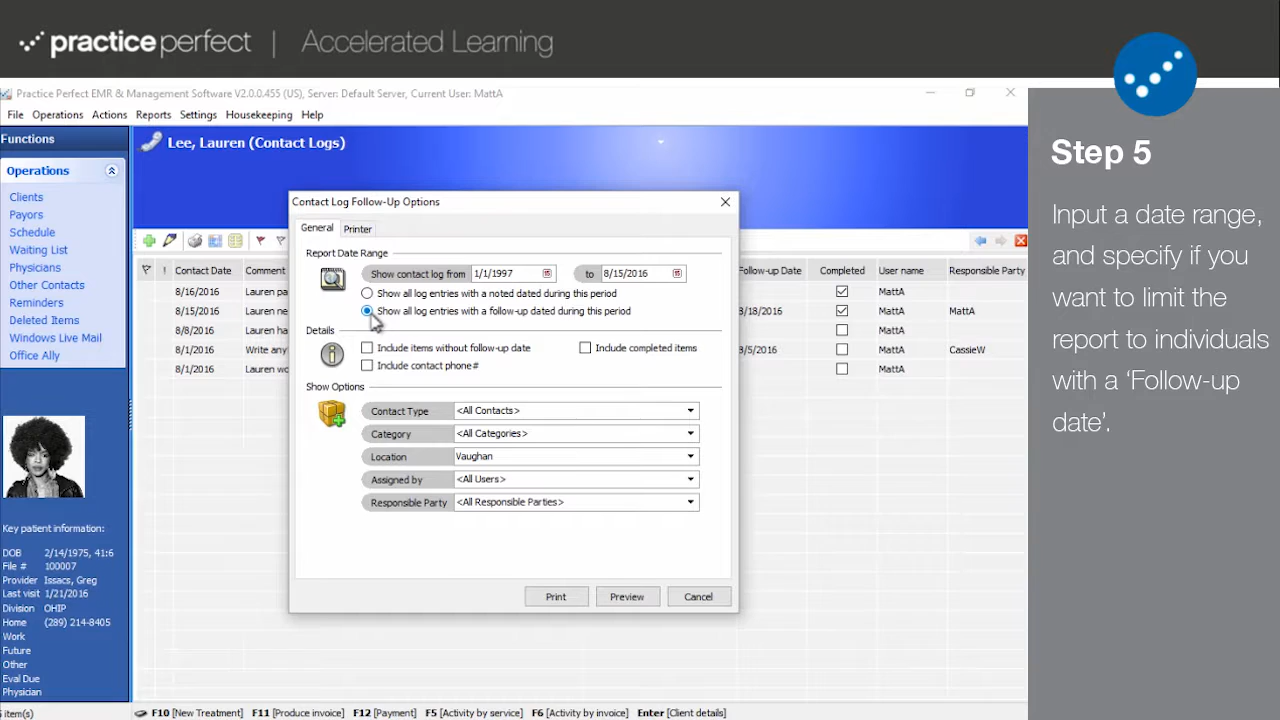 practiceperfect | Accelerated Learning
Practice Perfect EMR & Management Software V2.0.0.455 (US), Server: Default Server, Current User: MattA
File Operations Actions Reports Settings Housekeeping Help
Functions
Operations
Clients
Payors
Schedule
Waiting List
Physicians
Other Contacts
Reminders
Deleted Items
Windows Live Mail
Office Ally
Key patient information:
DOB 2/14/1975, 41:6
File # 100007
Provider Issacs, Greg
Last visit 1/21/2016
Division OHIP
Home (289) 214-8405
Work
Future
Other
Eval Due
Physician
item(s)
Lee, Lauren (Contact Logs)
! Contact Date Comment Follow-up Date Completed User name Responsible Party
8/16/2016 Lauren pa MattA
8/15/2016 Lauren ne 8/18/2016 MattA MattA
8/8/2016 Lauren ha MattA
8/1/2016 Write any 8/5/2016 MattA CassieW
8/1/2016 Lauren wo MattA
Contact Log Follow-Up Options
General Printer
Report Date Range
Show contact log from 1/1/1997 to 8/15/2016
Show all log entries with a noted dated during this period
Show all log entries with a follow-up dated during this period
Details
Include items without follow-up date Include completed items
Include contact phone#
Show Options
Contact Type <All Contacts>
Category <All Categories>
Location Vaughan
Assigned by <All Users>
Responsible Party <All Responsible Parties>
Print Preview Cancel
F10 [New Treatment] F11 [Produce invoice] F12 [Payment] F5 [Activity by service] F6 [Activity by invoice] Enter [Client details]
Step 5
Input a date range,
and specify if you
want to limit the
report to individuals
with a ‘Follow-up
date’.